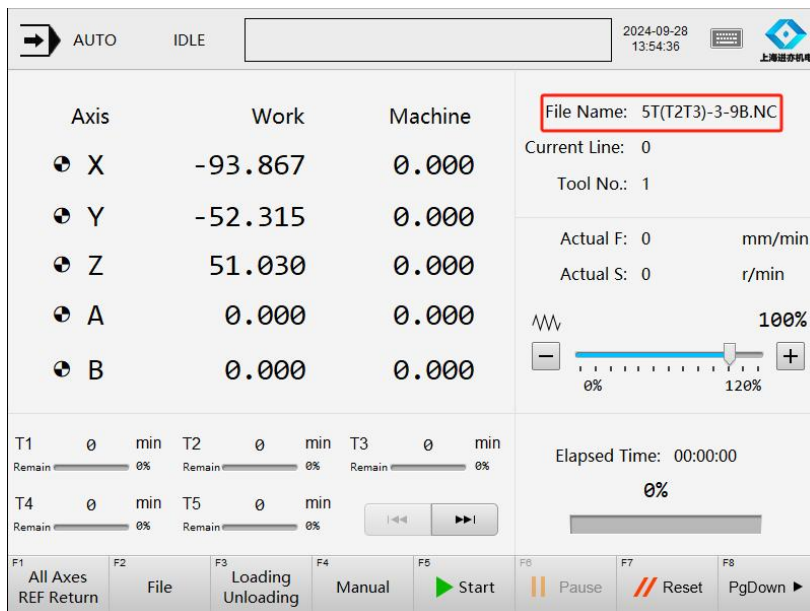 AUTO IDLE 2024-09-28
13:54:36
上海进亦机电
Axis Work Machine
X -93.867 0.000
Y -52.315 0.000
Z 51.030 0.000
A 0.000 0.000
B 0.000 0.000
File Name: 5T(T2T3)-3-9B.NC
Current Line: 0
Tool No.: 1
Actual F: 0 mm/min
Actual S: 0 r/min
100%
0% 120%
T1 0 min T2 0 min T3 0 min
Remain 0% Remain 0% Remain 0%
T4 0 min T5 0 min
Remain 0% Remain 0%
Elapsed Time: 00:00:00
0%
F1 All Axes REF Return
F2 File
F3 Loading Unloading
F4 Manual
F5 Start
F6 Pause
F7 Reset
F8 PgDown